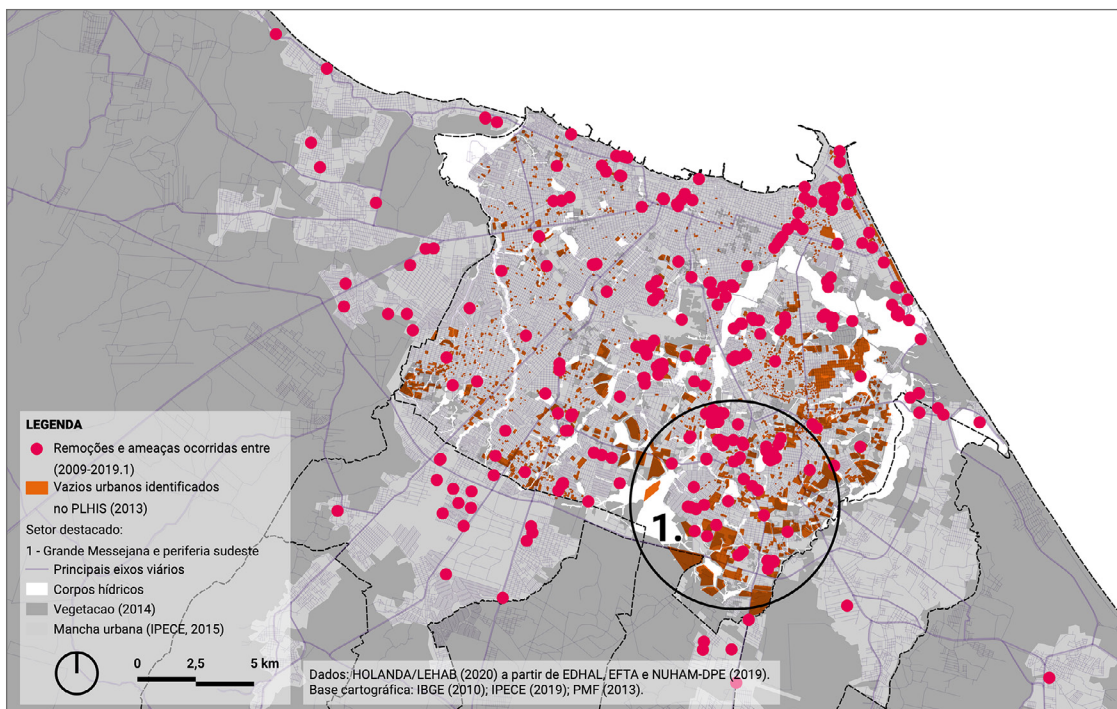 1.
LEGENDA
Remoções e ameaças ocorridas entre
(2009-2019.1)
Vazios urbanos identificados
no PLHIS (2013)
Setor destacado:
1 - Grande Messejana e periferia sudeste
Principais eixos viários
Corpos hídricos
Vegetacao (2014)
Mancha urbana (IPECE, 2015)
0 2,5 5 km
Dados: HOLANDA/LEHAB (2020) a partir de EDHAL, EFTA e NUHAM-DPE (2019).
Base cartográfica: IBGE (2010); IPECE (2019); PMF (2013).